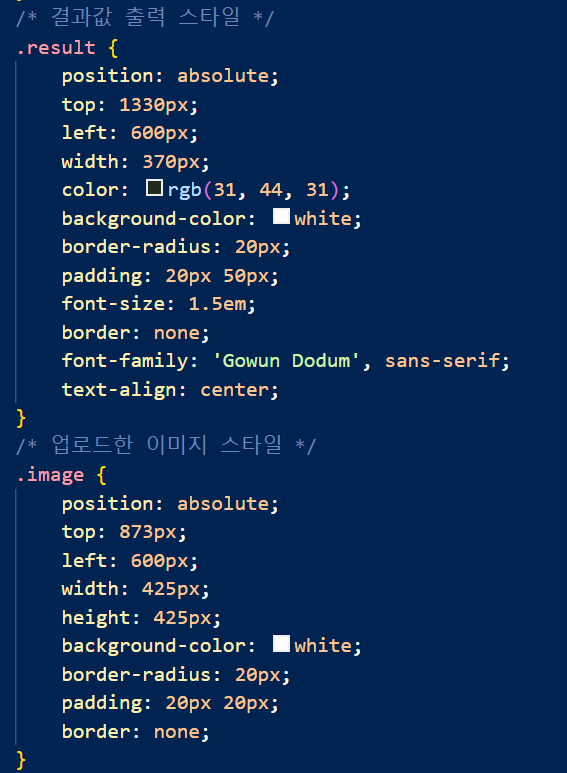 /* 결과값 출력 스타일 */
.result {
    position: absolute;
    top: 1330px;
    left: 600px;
    width: 370px;
    color: rgb(31, 44, 31);
    background-color: white;
    border-radius: 20px;
    padding: 20px 50px;
    font-size: 1.5em;
    border: none;
    font-family: 'Gowun Dodum', sans-serif;
    text-align: center;
}
/* 업로드한 이미지 스타일 */
.image {
    position: absolute;
    top: 873px;
    left: 600px;
    width: 425px;
    height: 425px;
    background-color: white;
    border-radius: 20px;
    padding: 20px 20px;
    border: none;
}